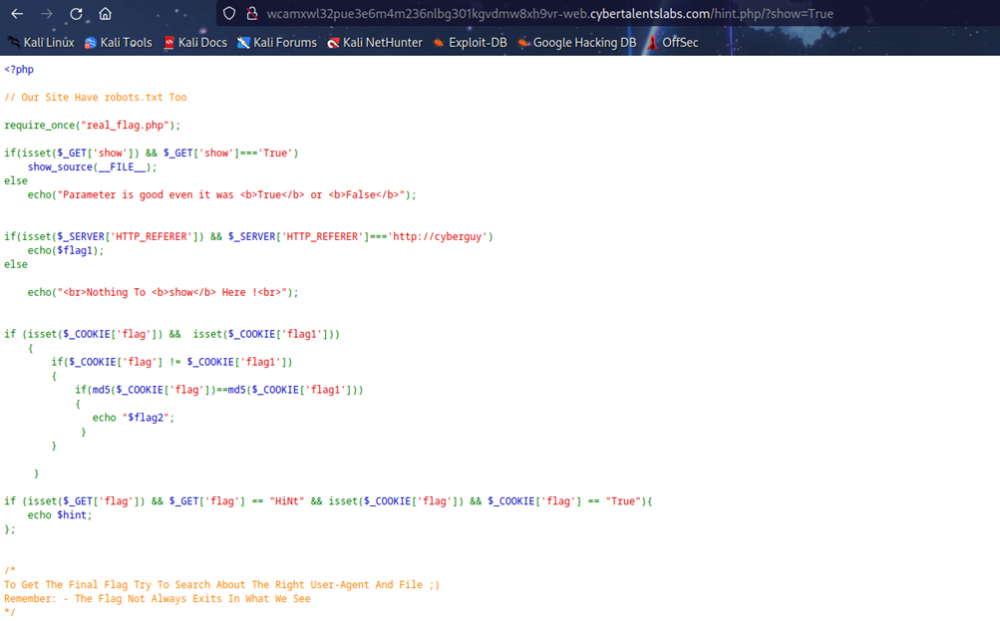 wcamxwl32pue3e6m4m236nlbg301kgvdmw8xh9vr-web.cybertalentslabs.com/hint.php/?show=True
Kali Linux Kali Tools Kali Docs Kali Forums Kali NetHunter Exploit-DB Google Hacking DB OffSec
<?php
// Our Site Have robots.txt Too
require_once("real_flag.php");
if(isset($_GET['show']) && $_GET['show']==='True')
show_source(__FILE__);
else
echo("Parameter is good even it was <b>True</b> or <b>False</b>");
if(isset($_SERVER['HTTP_REFERER']) && $_SERVER['HTTP_REFERER']==='http://cyberguy')
echo($flag1);
else
echo("<br>Nothing To <b>show</b> Here !<br>");
if (isset($_COOKIE['flag']) &&  isset($_COOKIE['flag1']))
{
if($_COOKIE['flag'] != $_COOKIE['flag1'])
{
if(md5($_COOKIE['flag'])==md5($_COOKIE['flag1']))
{
echo "$flag2";
}
}
}
if (isset($_GET['flag']) && $_GET['flag'] == "HiNt" && isset($_COOKIE['flag']) && $_COOKIE['flag'] == "True"){
echo $hint;
};
/*
To Get The Final Flag Try To Search About The Right User-Agent And File ;)
Remember: - The Flag Not Always Exits In What We See
*/